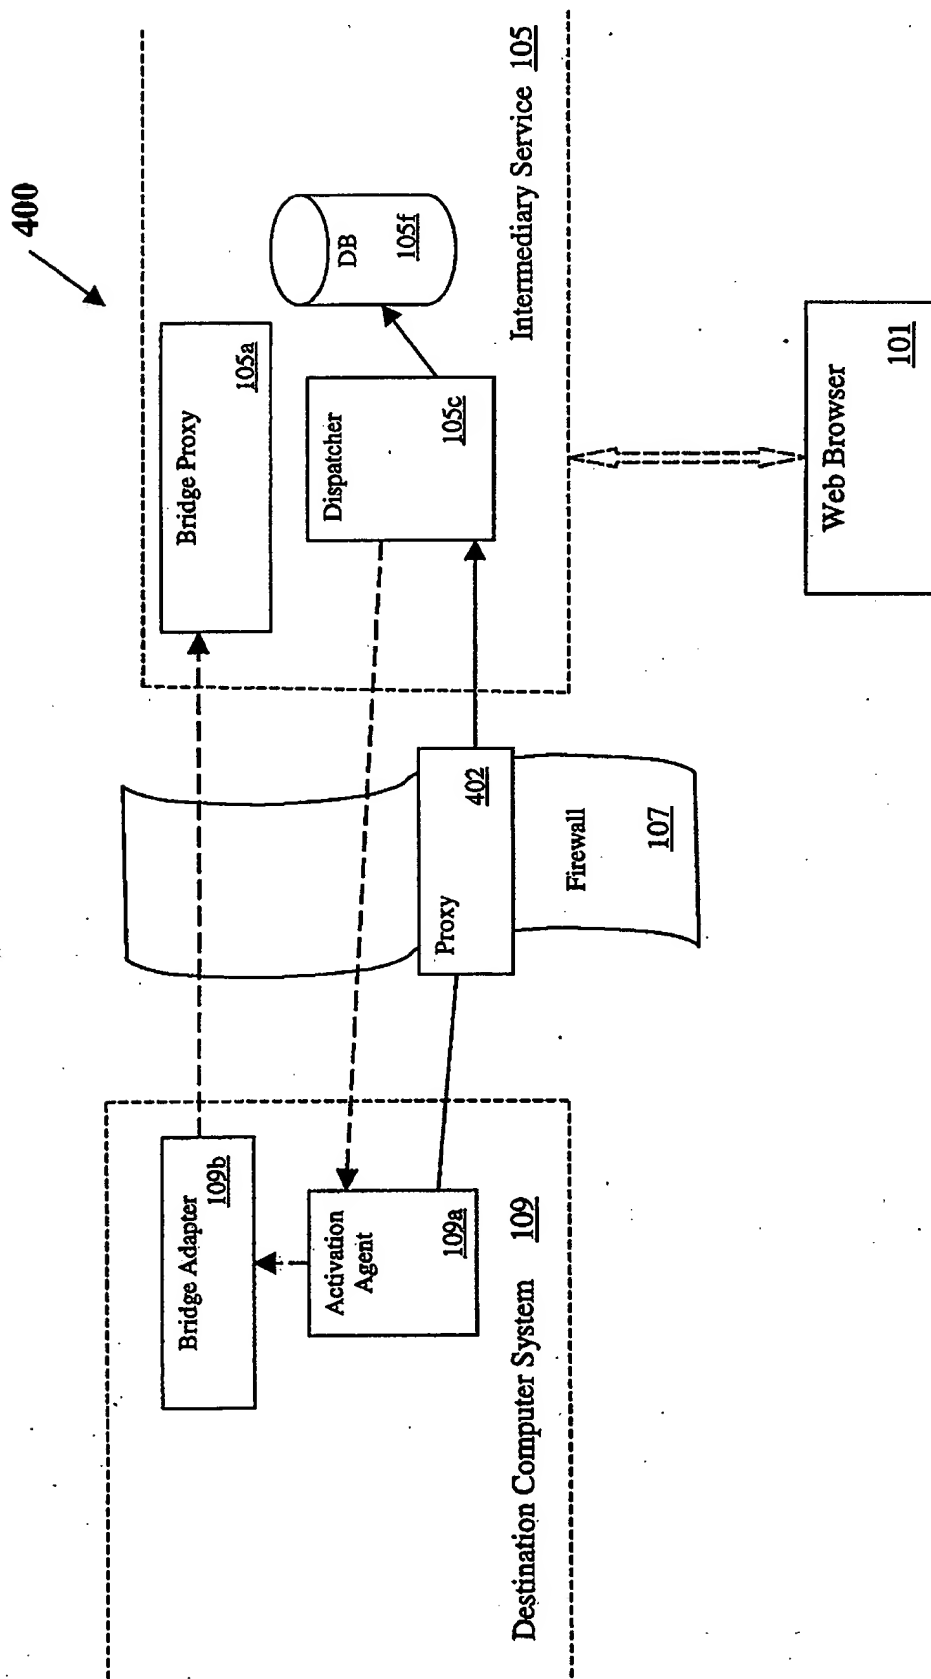 400
Bridge Adapter
109b
Activation
Agent
109a
Destination Computer System 109
Proxy
402
Firewall
107
Bridge Proxy
105a
Dispatcher
105c
DB
105f
Intermediary Service 105
Web Browser
101